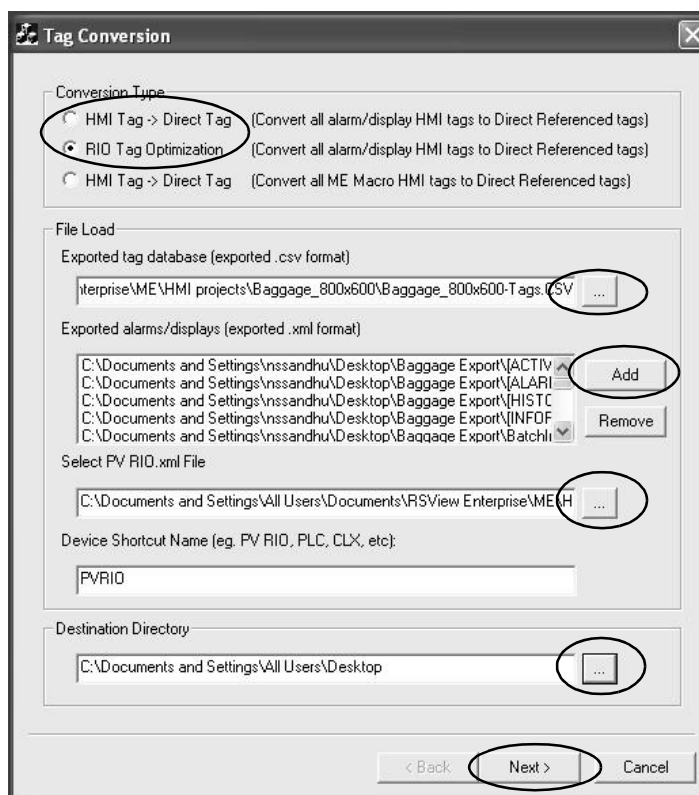 Tag Conversion
Conversion Type
HMI Tag -> Direct Tag (Convert all alarm/display HMI tags to Direct Referenced tags)
RIO Tag Optimization (Convert all alarm/display HMI tags to Direct Referenced tags)
HMI Tag -> Direct Tag (Convert all ME Macro HMI tags to Direct Referenced tags)
File Load
Exported tag database (exported .csv format)
nterprise\ME\HMI projects\Baggage_800x600\Baggage_800x600-Tags.CSV ...
Exported alarms/displays (exported .xml format)
C:\Documents and Settings\nssandhu\Desktop\Baggage Export\[ACTIV
C:\Documents and Settings\nssandhu\Desktop\Baggage Export\[ALARI
C:\Documents and Settings\nssandhu\Desktop\Baggage Export\[HISTO
C:\Documents and Settings\nssandhu\Desktop\Baggage Export\[INFOF
C:\Documents and Settings\nssandhu\Desktop\Baggage Export\BatchIi
Add
Remove
Select PV RIO.xml File
C:\Documents and Settings\All Users\Documents\RSView Enterprise\ME\H ...
Device Shortcut Name (eg. PV RIO, PLC, CLX, etc):
PVRIO
Destination Directory
C:\Documents and Settings\All Users\Desktop ...
< Back Next > Cancel